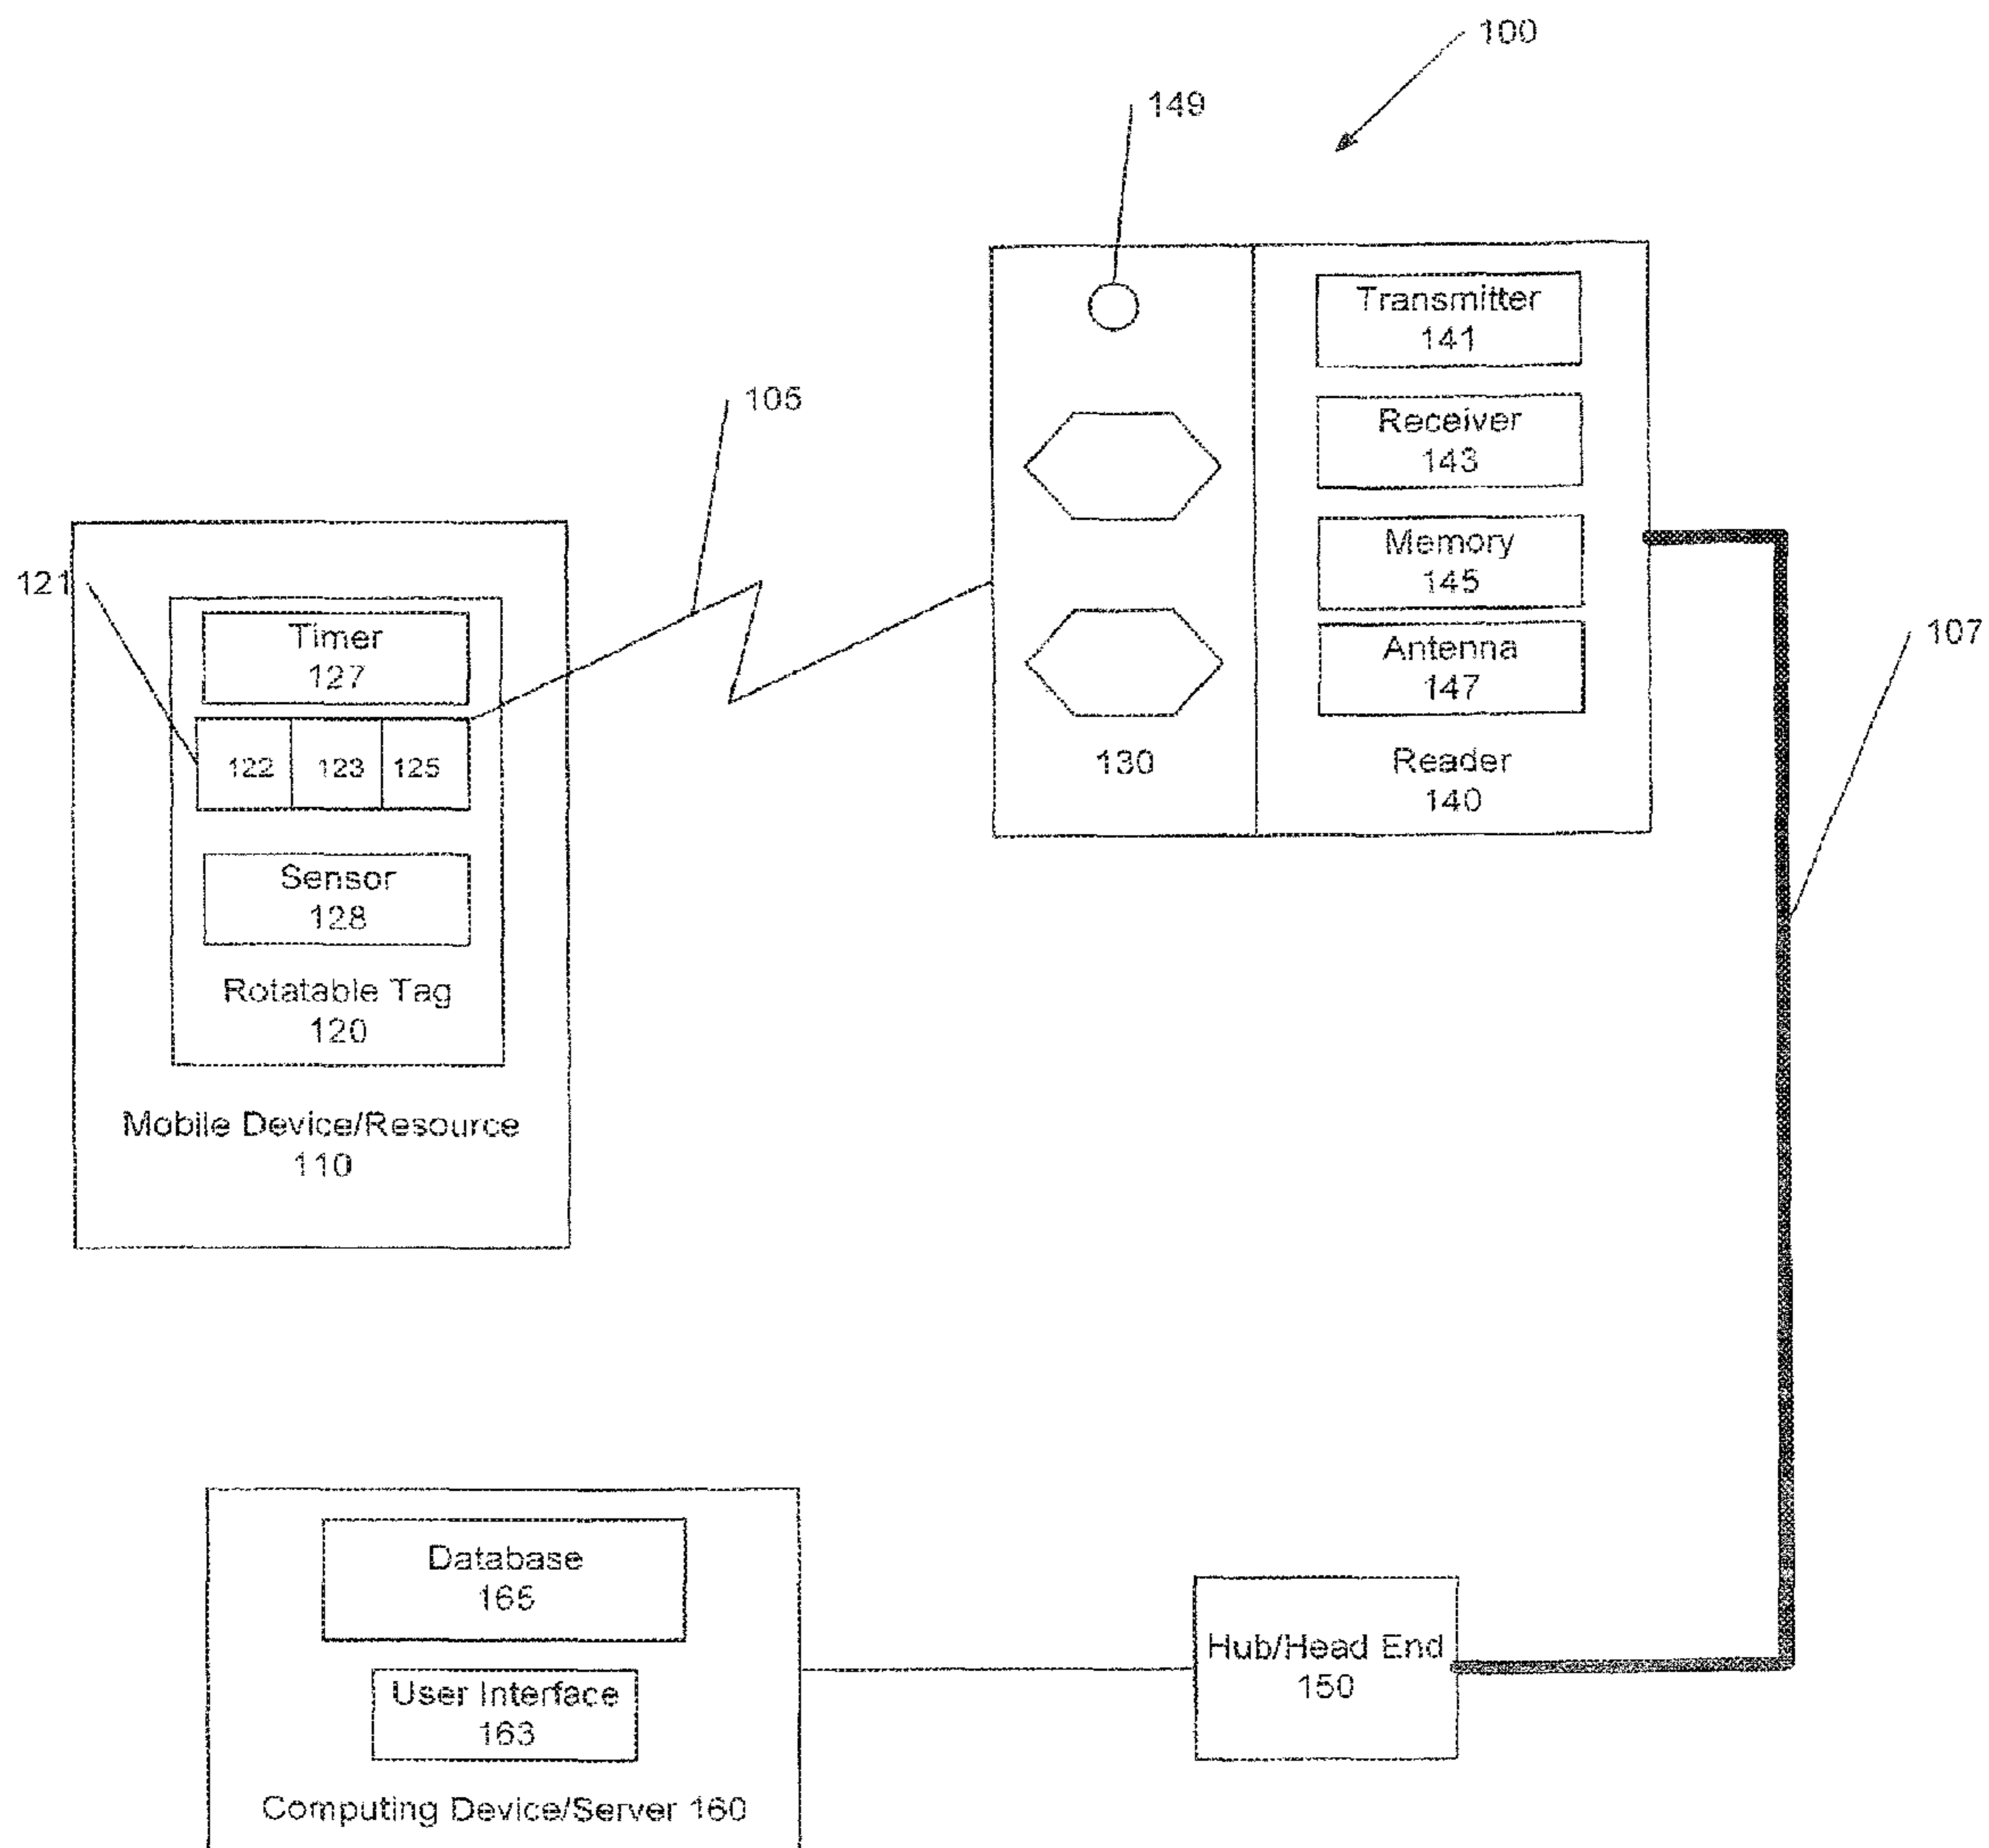 100
149
Transmitter
141
Receiver
143
Memory
145
Antenna
147
Reader
140
130
105
107
121
Timer
127
122 123 125
Sensor
128
Rotatable Tag
120
Mobile Device/Resource
110
Database
165
User Interface
163
Computing Device/Server 160
Hub/Head End
150